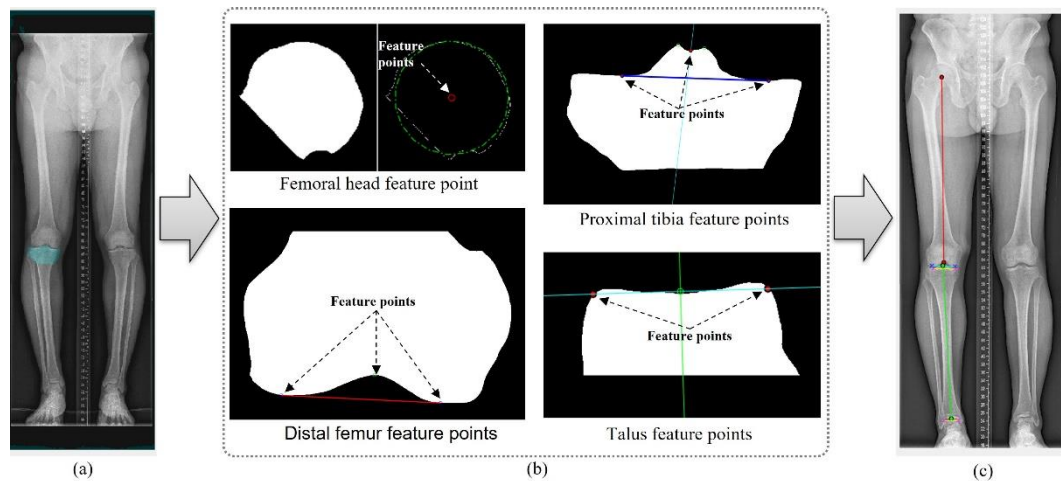 Feature
points
Femoral head feature point
Feature points
Proximal tibia feature points
Feature points
Distal femur feature points
Feature points
Talus feature points
(a)
(b)
(c)